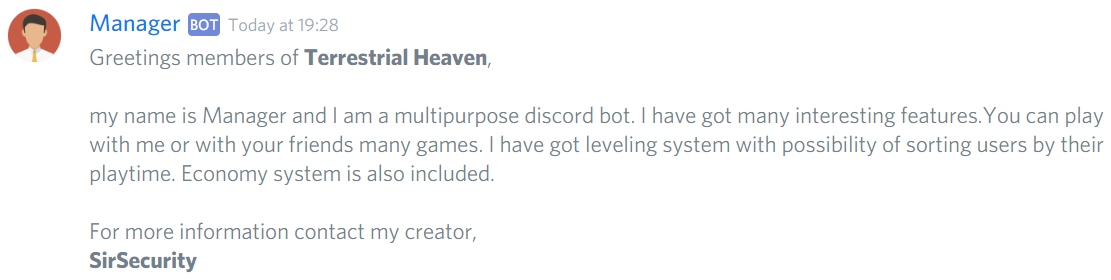 Manager BOT Today at 19:28
Greetings members of Terrestrial Heaven,
my name is Manager and I am a multipurpose discord bot. I have got many interesting features.You can play
with me or with your friends many games. I have got leveling system with possibility of sorting users by their
playtime. Economy system is also included.
For more information contact my creator,
SirSecurity